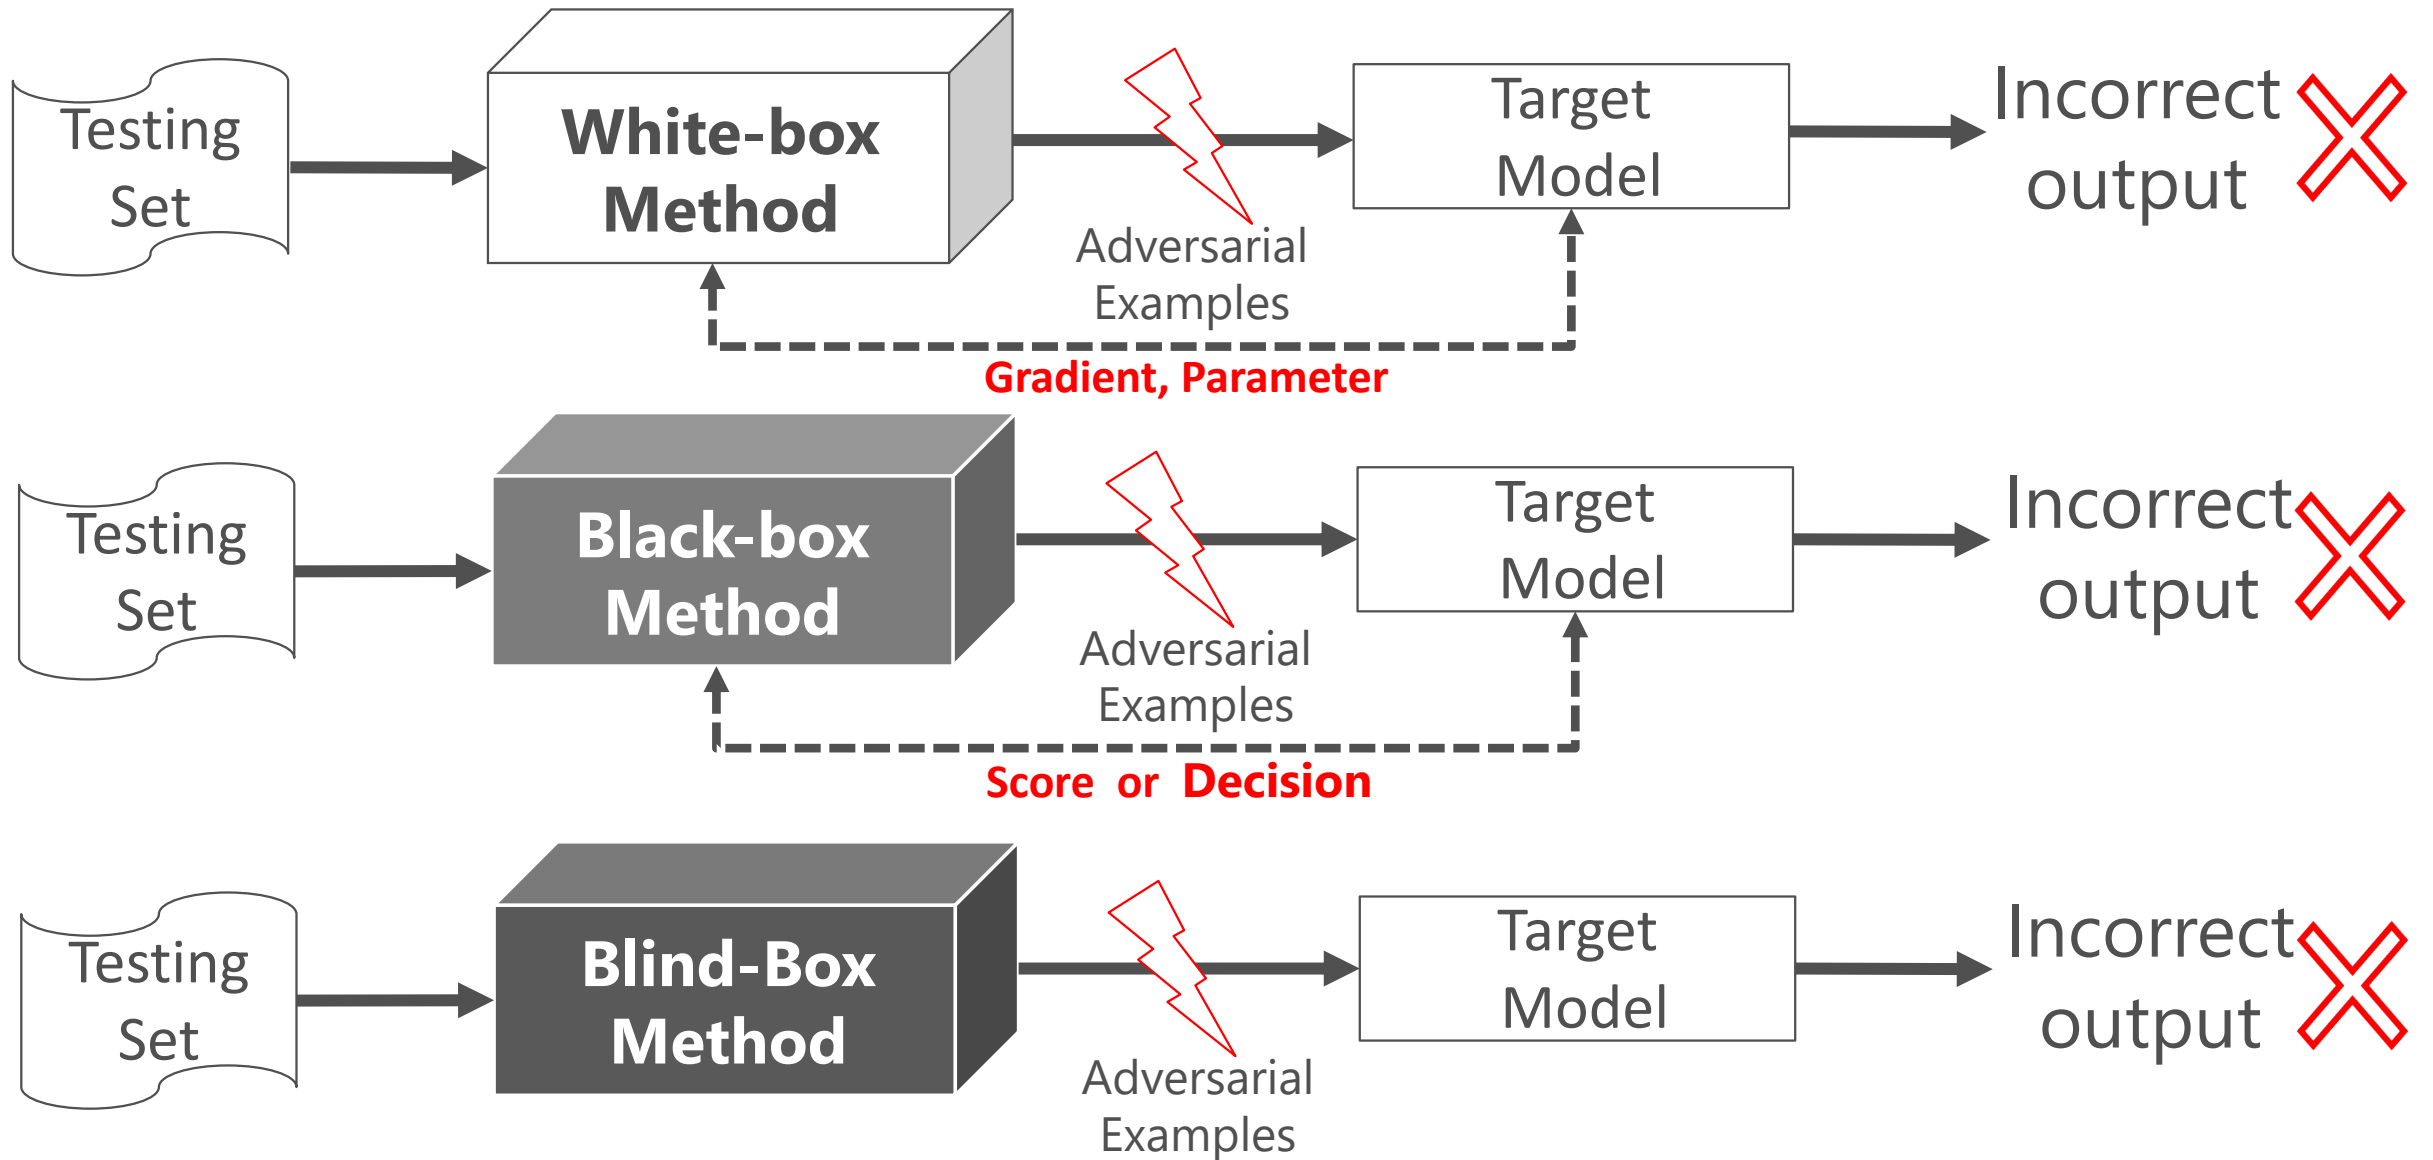 Testing
Set
White-box
Method
Adversarial
Examples
Target
Model
Incorrect
output
Gradient, Parameter
Testing
Set
Black-box
Method
Adversarial
Examples
Target
Model
Incorrect
output
Score or Decision
Testing
Set
Blind-Box
Method
Adversarial
Examples
Target
Model
Incorrect
output